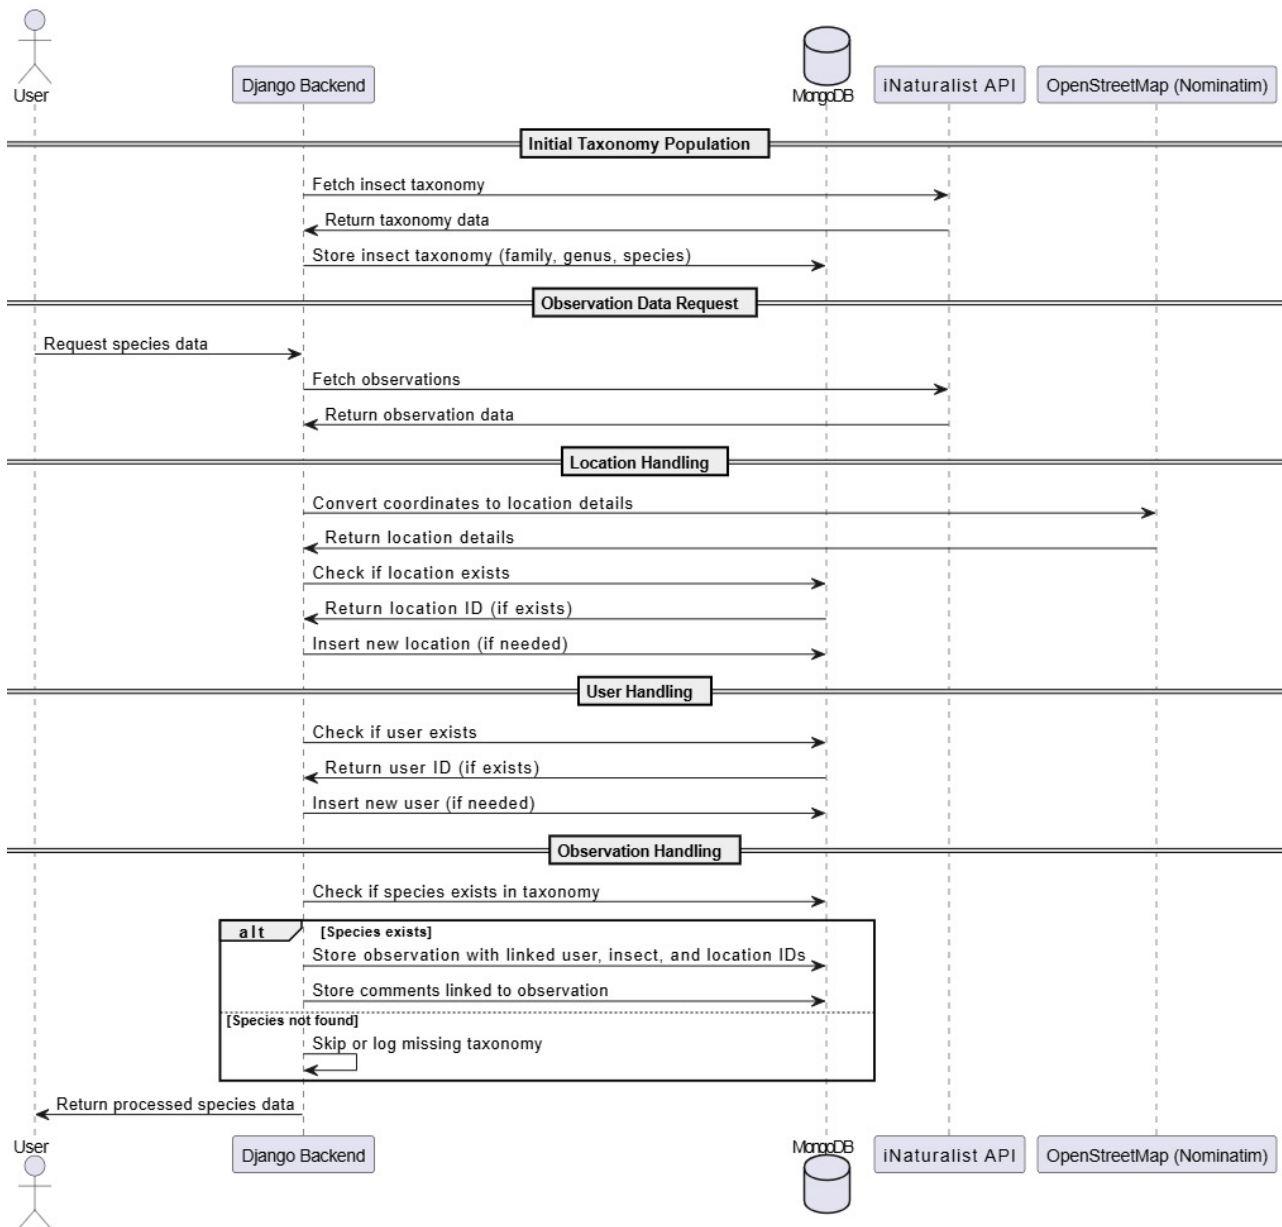 User
Django Backend
MongoDB
iNaturalist API
OpenStreetMap (Nominatim)
Initial Taxonomy Population
Fetch insect taxonomy
Return taxonomy data
Store insect taxonomy (family, genus, species)
Observation Data Request
Request species data
Fetch observations
Return observation data
Location Handling
Convert coordinates to location details
Return location details
Check if location exists
Return location ID (if exists)
Insert new location (if needed)
User Handling
Check if user exists
Return user ID (if exists)
Insert new user (if needed)
Observation Handling
Check if species exists in taxonomy
alt
[Species exists]
Store observation with linked user, insect, and location IDs
Store comments linked to observation
[Species not found]
Skip or log missing taxonomy
Return processed species data
User
Django Backend
MongoDB
iNaturalist API
OpenStreetMap (Nominatim)